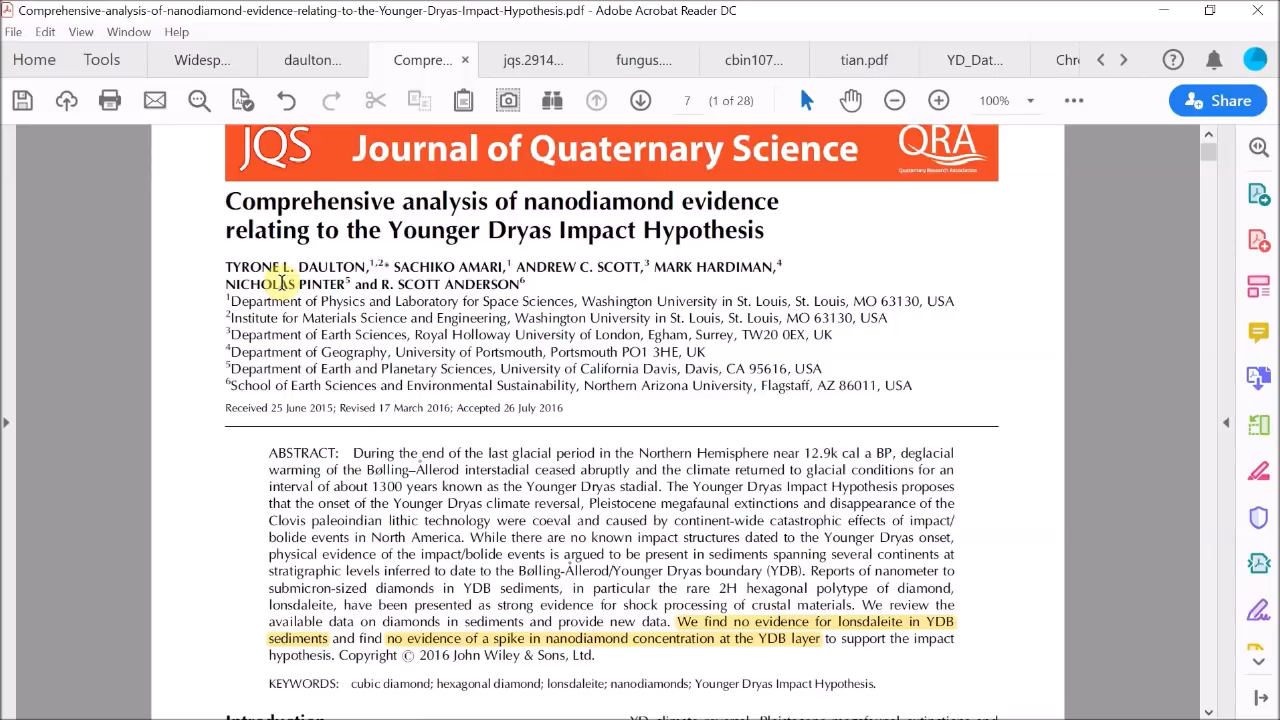 Comprehensive-analysis-of-nanodiamond-evidence-relating-to-the-Younger-Dryas-Impact-Hypothesis.pdf - Adobe Acrobat Reader DC
File Edit View Window Help
Home Tools Widesp... daulton... Compre... × jqs.2914... fungus.... cbin107... tian.pdf YD_Dat... Chr
7 (1 of 28) 100% Share
JQS Journal of Quaternary Science QRA
Quaternary Research Association
Comprehensive analysis of nanodiamond evidence
relating to the Younger Dryas Impact Hypothesis
TYRONE L. DAULTON,1,2* SACHIKO AMARI,1 ANDREW C. SCOTT,3 MARK HARDIMAN,4
NICHOLAS PINTER5 and R. SCOTT ANDERSON6
1Department of Physics and Laboratory for Space Sciences, Washington University in St. Louis, St. Louis, MO 63130, USA
2Institute for Materials Science and Engineering, Washington University in St. Louis, St. Louis, MO 63130, USA
3Department of Earth Sciences, Royal Holloway University of London, Egham, Surrey, TW20 0EX, UK
4Department of Geography, University of Portsmouth, Portsmouth PO1 3HE, UK
5Department of Earth and Planetary Sciences, University of California Davis, Davis, CA 95616, USA
6School of Earth Sciences and Environmental Sustainability, Northern Arizona University, Flagstaff, AZ 86011, USA
Received 25 June 2015; Revised 17 March 2016; Accepted 26 July 2016
ABSTRACT: During the end of the last glacial period in the Northern Hemisphere near 12.9k cal a BP, deglacial
warming of the Bølling–Ållerod interstadial ceased abruptly and the climate returned to glacial conditions for an
interval of about 1300 years known as the Younger Dryas stadial. The Younger Dryas Impact Hypothesis proposes
that the onset of the Younger Dryas climate reversal, Pleistocene megafaunal extinctions and disappearance of the
Clovis paleoindian lithic technology were coeval and caused by continent-wide catastrophic effects of impact/
bolide events in North America. While there are no known impact structures dated to the Younger Dryas onset,
physical evidence of the impact/bolide events is argued to be present in sediments spanning several continents at
stratigraphic levels inferred to date to the Bølling-Ållerod/Younger Dryas boundary (YDB). Reports of nanometer to
submicron-sized diamonds in YDB sediments, in particular the rare 2H hexagonal polytype of diamond,
lonsdaleite, have been presented as strong evidence for shock processing of crustal materials. We review the
available data on diamonds in sediments and provide new data. We find no evidence for lonsdaleite in YDB
sediments and find no evidence of a spike in nanodiamond concentration at the YDB layer to support the impact
hypothesis. Copyright © 2016 John Wiley & Sons, Ltd.
KEYWORDS: cubic diamond; hexagonal diamond; lonsdaleite; nanodiamonds; Younger Dryas Impact Hypothesis.
Introduction YD climate reversal, Pleistocene megafaunal extinctions and